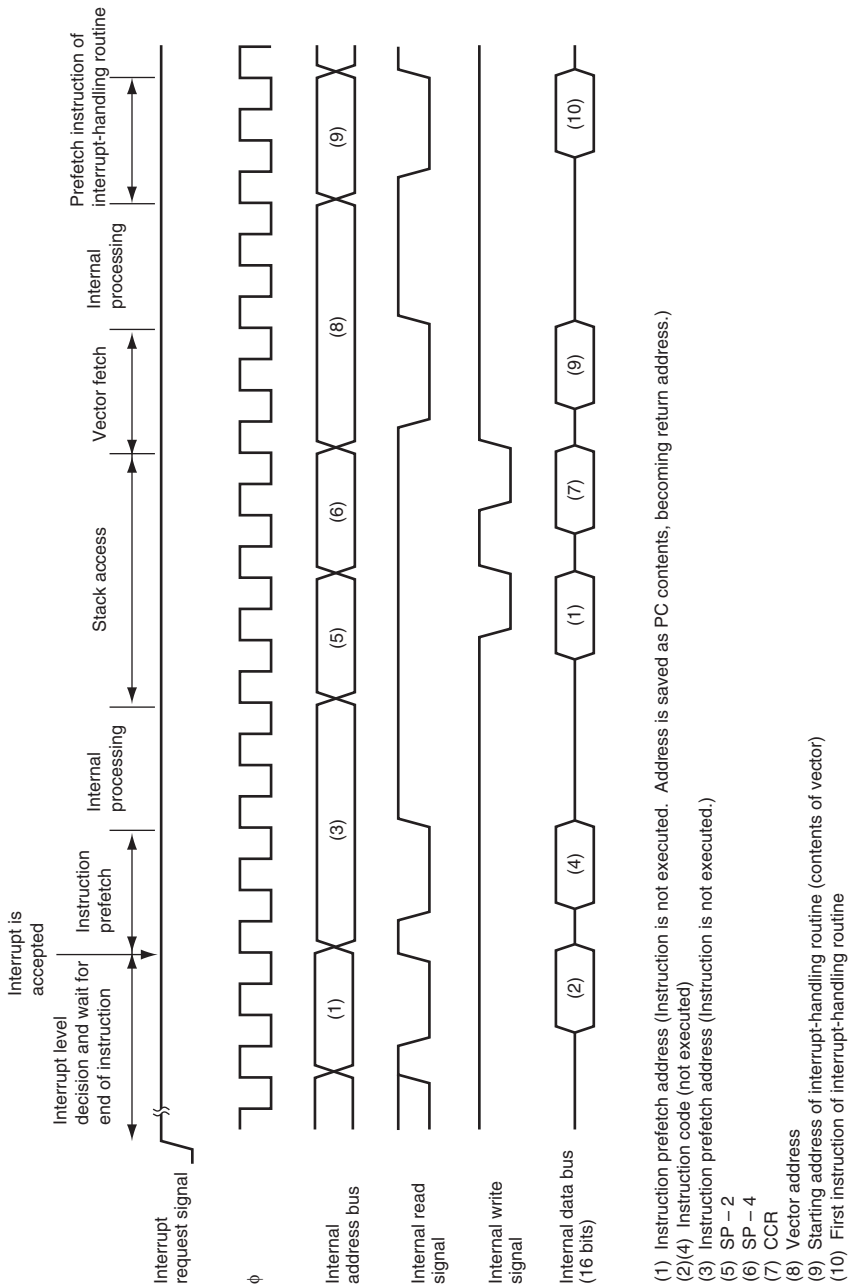 Interrupt is
accepted
Interrupt level
decision and wait for
end of instruction
Instruction
prefetch
Internal
processing
Stack access
Vector fetch
Internal
processing
Prefetch instruction of
interrupt-handling routine
Interrupt
request signal
φ
Internal
address bus
(1)
(3)
(5)
(6)
(8)
(9)
Internal read
signal
Internal write
signal
Internal data bus
(16 bits)
(2)
(4)
(1)
(7)
(9)
(10)
(1) Instruction prefetch address (Instruction is not executed. Address is saved as PC contents, becoming return address.)
(2)(4) Instruction code (not executed)
(3) Instruction prefetch address (Instruction is not executed.)
(5) SP – 2
(6) SP – 4
(7) CCR
(8) Vector address
(9) Starting address of interrupt-handling routine (contents of vector)
(10) First instruction of interrupt-handling routine